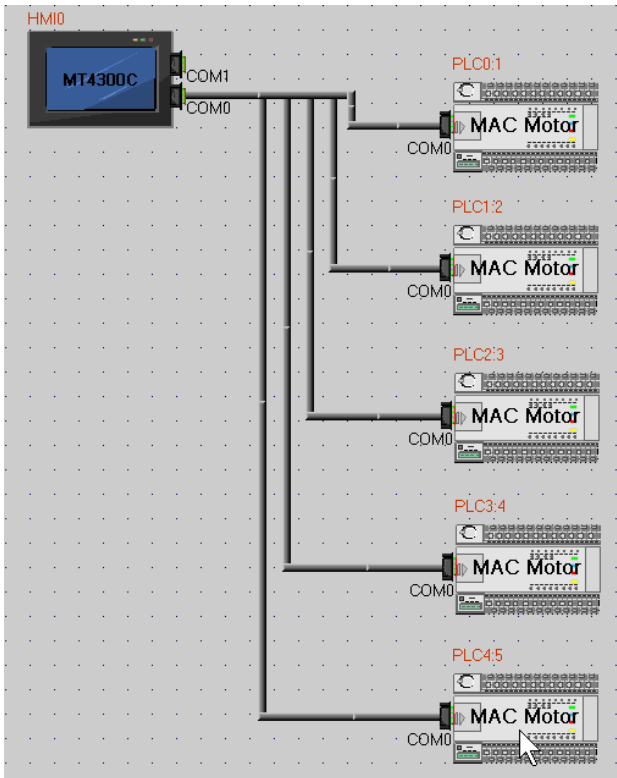 HMI0
MT4300C
COM1
COM0
PLC0:1
MAC Motor
COM0
PLC1:2
MAC Motor
COM0
PLC2:3
MAC Motor
COM0
PLC3:4
MAC Motor
COM0
PLC4:5
MAC Motor
COM0